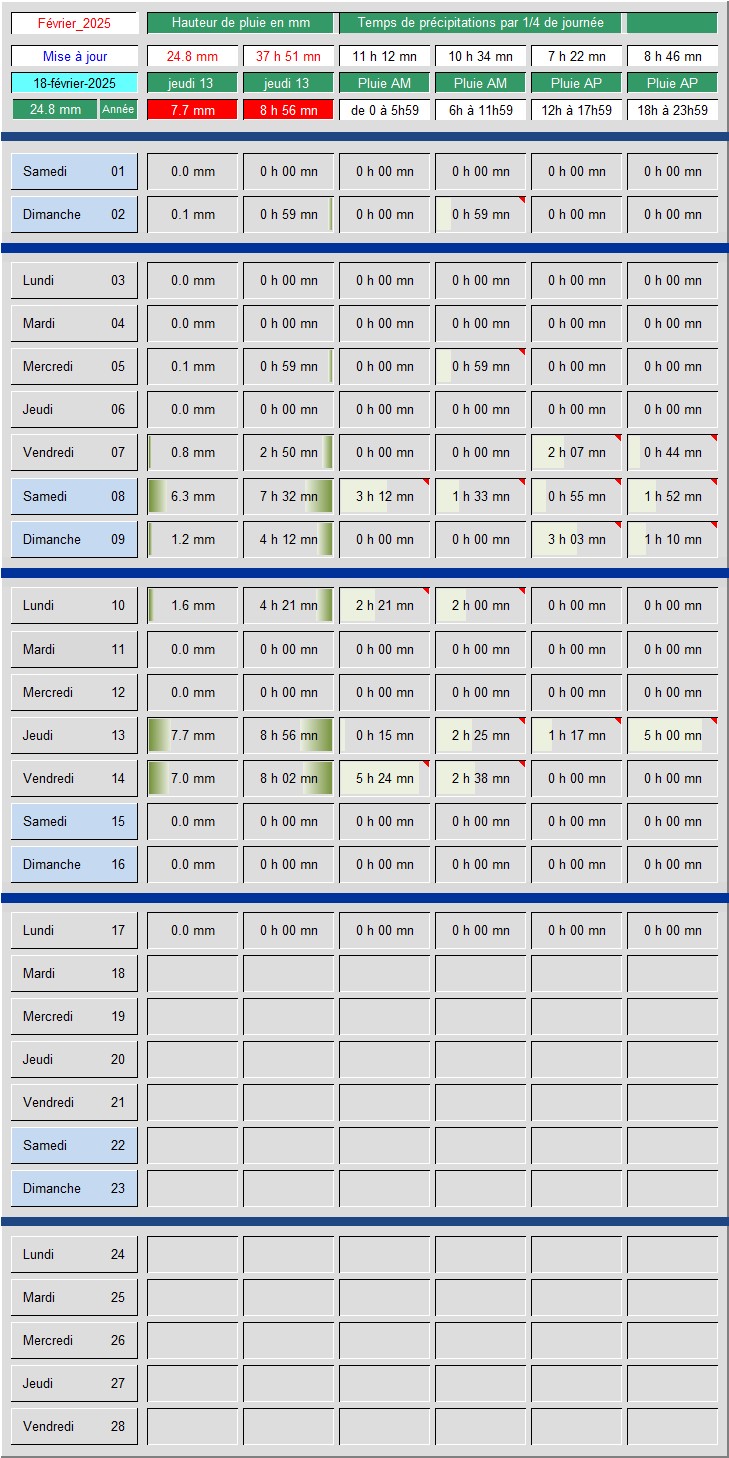 Février_2025 Hauteur de pluie en mm Temps de précipitations par 1/4 de journée
Mise à jour 24.8 mm 37 h 51 mn 11 h 12 mn 10 h 34 mn 7 h 22 mn 8 h 46 mn
18-février-2025 jeudi 13 jeudi 13 Pluie AM Pluie AM Pluie AP Pluie AP
24.8 mm Année 7.7 mm 8 h 56 mn de 0 à 5h59 6h à 11h59 12h à 17h59 18h à 23h59
Samedi 01 0.0 mm 0 h 00 mn 0 h 00 mn 0 h 00 mn 0 h 00 mn 0 h 00 mn
Dimanche 02 0.1 mm 0 h 59 mn 0 h 00 mn 0 h 59 mn 0 h 00 mn 0 h 00 mn
Lundi 03 0.0 mm 0 h 00 mn 0 h 00 mn 0 h 00 mn 0 h 00 mn 0 h 00 mn
Mardi 04 0.0 mm 0 h 00 mn 0 h 00 mn 0 h 00 mn 0 h 00 mn 0 h 00 mn
Mercredi 05 0.1 mm 0 h 59 mn 0 h 00 mn 0 h 59 mn 0 h 00 mn 0 h 00 mn
Jeudi 06 0.0 mm 0 h 00 mn 0 h 00 mn 0 h 00 mn 0 h 00 mn 0 h 00 mn
Vendredi 07 0.8 mm 2 h 50 mn 0 h 00 mn 0 h 00 mn 2 h 07 mn 0 h 44 mn
Samedi 08 6.3 mm 7 h 32 mn 3 h 12 mn 1 h 33 mn 0 h 55 mn 1 h 52 mn
Dimanche 09 1.2 mm 4 h 12 mn 0 h 00 mn 0 h 00 mn 3 h 03 mn 1 h 10 mn
Lundi 10 1.6 mm 4 h 21 mn 2 h 21 mn 2 h 00 mn 0 h 00 mn 0 h 00 mn
Mardi 11 0.0 mm 0 h 00 mn 0 h 00 mn 0 h 00 mn 0 h 00 mn 0 h 00 mn
Mercredi 12 0.0 mm 0 h 00 mn 0 h 00 mn 0 h 00 mn 0 h 00 mn 0 h 00 mn
Jeudi 13 7.7 mm 8 h 56 mn 0 h 15 mn 2 h 25 mn 1 h 17 mn 5 h 00 mn
Vendredi 14 7.0 mm 8 h 02 mn 5 h 24 mn 2 h 38 mn 0 h 00 mn 0 h 00 mn
Samedi 15 0.0 mm 0 h 00 mn 0 h 00 mn 0 h 00 mn 0 h 00 mn 0 h 00 mn
Dimanche 16 0.0 mm 0 h 00 mn 0 h 00 mn 0 h 00 mn 0 h 00 mn 0 h 00 mn
Lundi 17 0.0 mm 0 h 00 mn 0 h 00 mn 0 h 00 mn 0 h 00 mn 0 h 00 mn
Mardi 18
Mercredi 19
Jeudi 20
Vendredi 21
Samedi 22
Dimanche 23
Lundi 24
Mardi 25
Mercredi 26
Jeudi 27
Vendredi 28